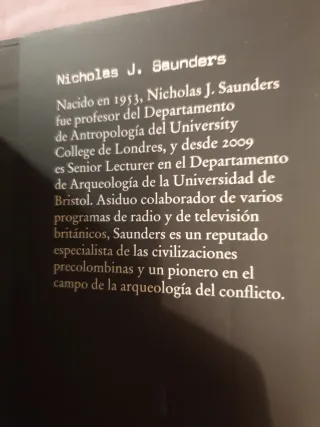 Nicholas J. Saunders
Nacido en 1953, Nicholas J. Saunders
fue profesor del Departamento
de Antropología del University
College de Londres, y desde 2009
es Senior Lecturer en el Departamento
de Arqueología de la Universidad de
Bristol. Asiduo colaborador de varios
programas de radio y de televisión
británicos, Saunders es un reputado
especialista de las civilizaciones
precolombinas y un pionero en el
campo de la arqueología del conflicto.